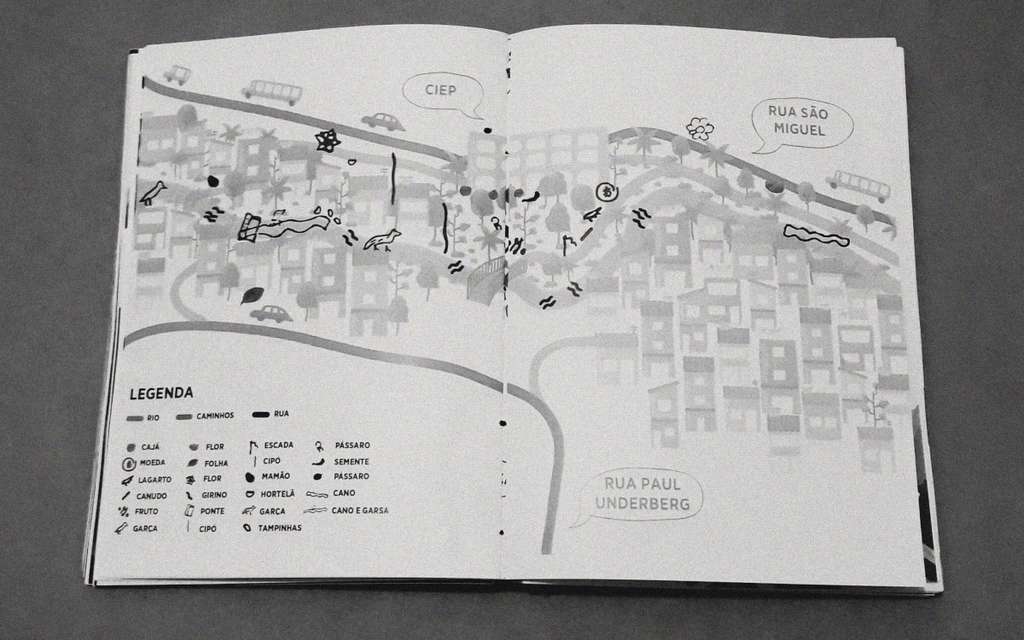 CIEP
RUA SÃO
MIGUEL
LEGENDA
RIO CAMINHOS RUA
CAJÁ FLOR ESCADA PÁSSARO
MOEDA FOLHA CIPÓ SEMENTE
LAGARTO FLOR MAMÃO PÁSSARO
CANUDO GIRINO HORTELÃ CANO
FRUTO PONTE GARÇA CANO E GARSA
GARÇA CIPÓ TAMPINHAS
RUA PAUL
UNDERBERG